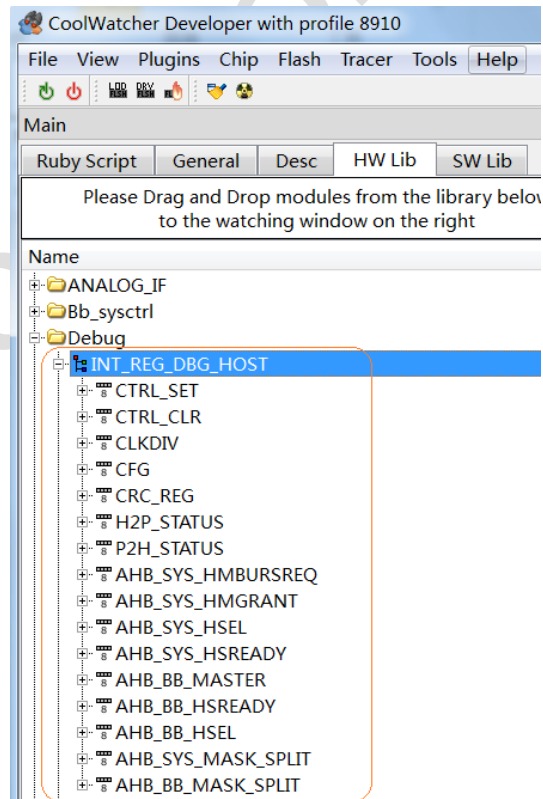 CoolWatcher Developer with profile 8910
File View Plugins Chip Flash Tracer Tools Help
Main
Ruby Script General Desc HW Lib SW Lib
Please Drag and Drop modules from the library below
to the watching window on the right
Name
ANALOG_IF
Bb_sysctrl
Debug
INT_REG_DBG_HOST
CTRL_SET
CTRL_CLR
CLKDIV
CFG
CRC_REG
H2P_STATUS
P2H_STATUS
AHB_SYS_HMBURSREQ
AHB_SYS_HMGRANT
AHB_SYS_HSEL
AHB_SYS_HSREADY
AHB_BB_MASTER
AHB_BB_HSREADY
AHB_BB_HSEL
AHB_SYS_MASK_SPLIT
AHB_BB_MASK_SPLIT